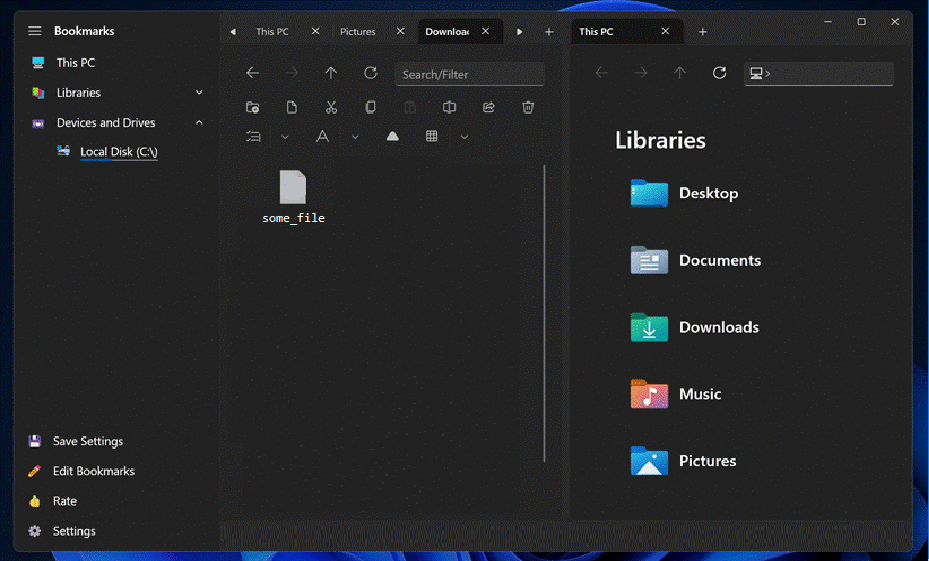 Bookmarks
This PC
Libraries
Devices and Drives
Local Disk (C:\)
Save Settings
Edit Bookmarks
Rate
Settings
This PC
Pictures
Downloac
Search/Filter
some_file
This PC
>
Libraries
Desktop
Documents
Downloads
Music
Pictures